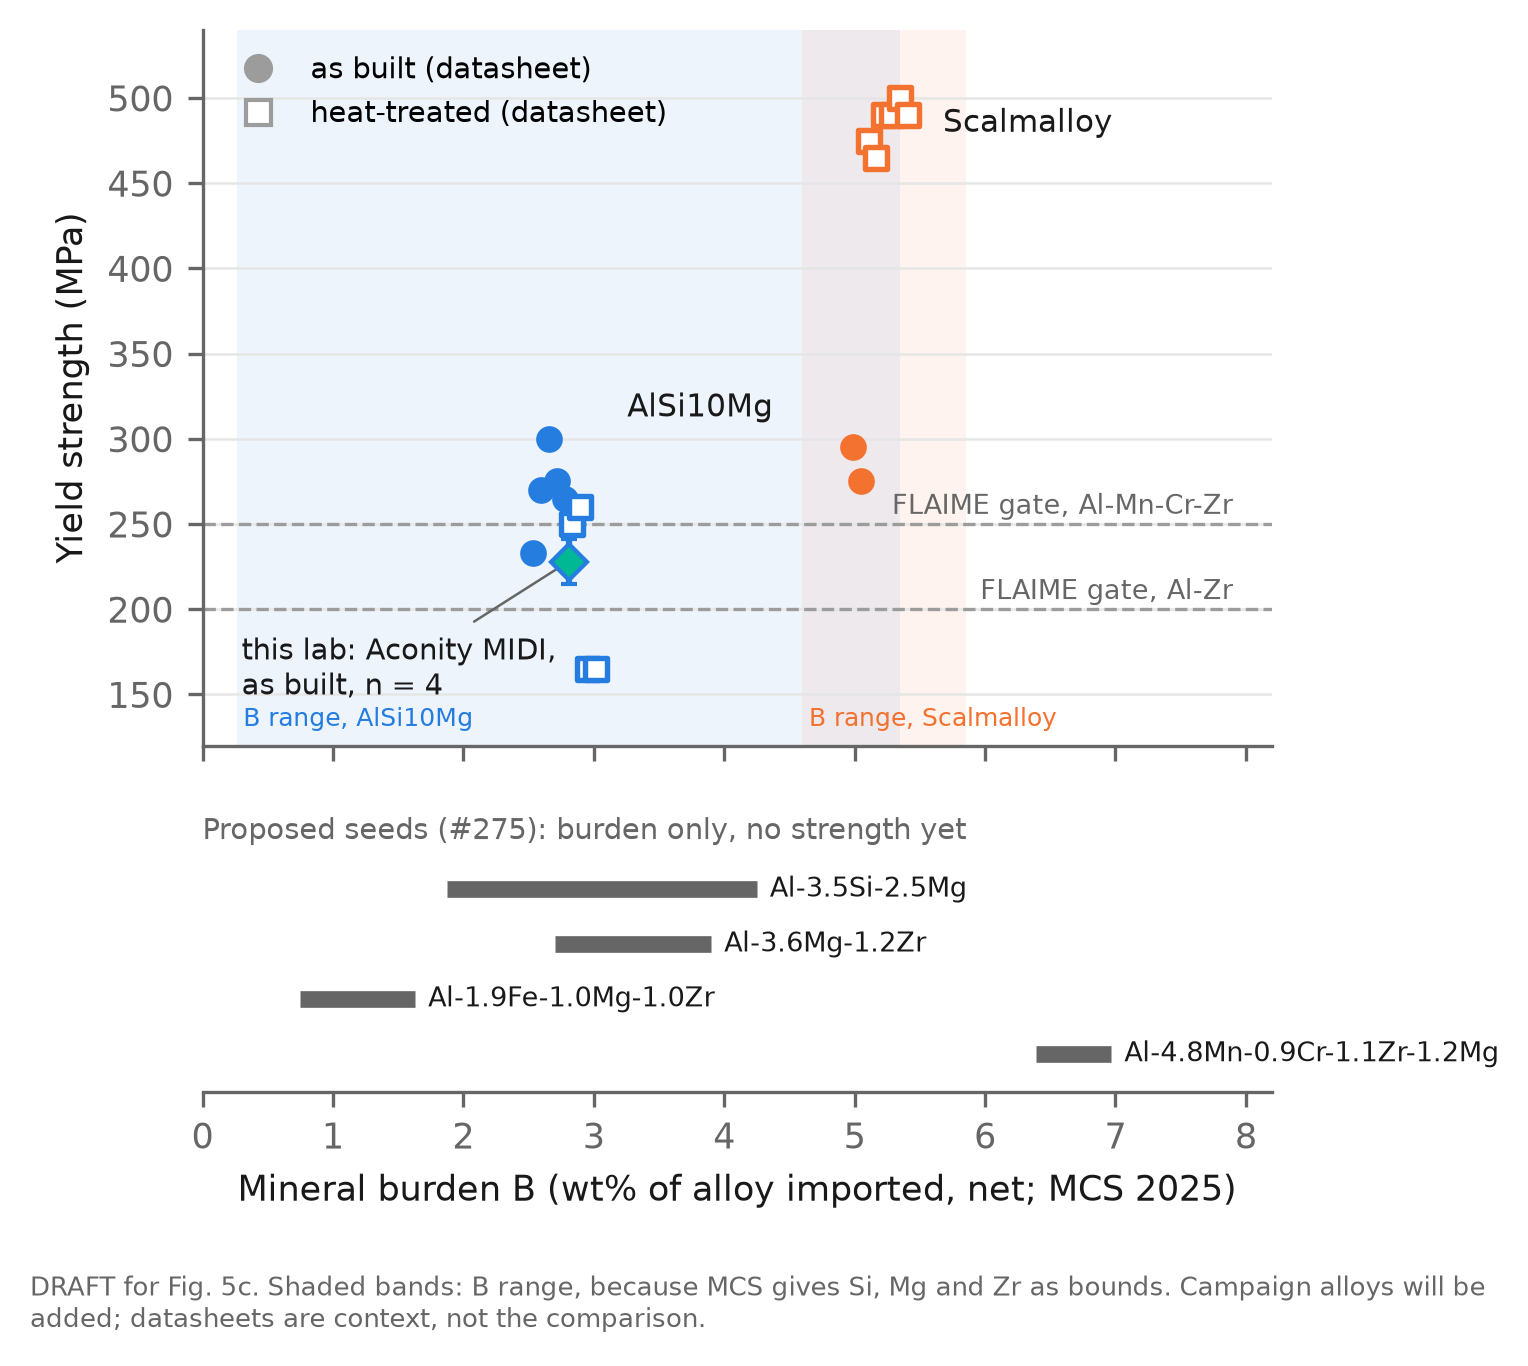 as built (datasheet)
heat-treated (datasheet)
Yield strength (MPa)
500
450
400
350
300
250
200
150
Scalmalloy
AlSi10Mg
FLAIME gate, Al-Mn-Cr-Zr
FLAIME gate, Al-Zr
this lab: Aconity MIDI,
as built, n = 4
B range, AlSi10Mg
B range, Scalmalloy
Proposed seeds (#275): burden only, no strength yet
Al-3.5Si-2.5Mg
Al-3.6Mg-1.2Zr
Al-1.9Fe-1.0Mg-1.0Zr
Al-4.8Mn-0.9Cr-1.1Zr-1.2Mg
0 1 2 3 4 5 6 7 8
Mineral burden B (wt% of alloy imported, net; MCS 2025)
DRAFT for Fig. 5c. Shaded bands: B range, because MCS gives Si, Mg and Zr as bounds. Campaign alloys will be
added; datasheets are context, not the comparison.